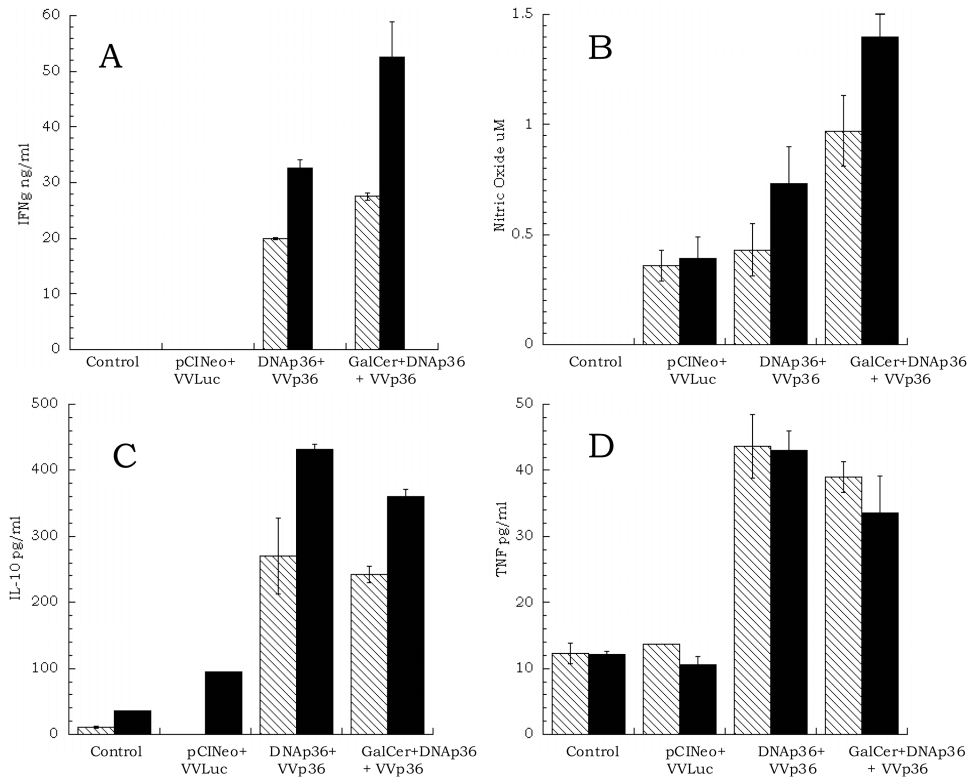 A
IFNg ng/ml
60
50
40
30
20
10
0
Control
pCINeo+
VVLuc
DNAp36+
VVp36
GalCer+DNAp36
+ VVp36
B
Nitric Oxide uM
1.5
1
0.5
0
Control
pCINeo+
VVLuc
DNAp36+
VVp36
GalCer+DNAp36
+ VVp36
C
IL-10 pg/ml
500
400
300
200
100
0
Control
pCINeo+
VVLuc
DNAp36+
VVp36
GalCer+DNAp36
+ VVp36
D
TNF pg/ml
50
40
30
20
10
0
Control
pCINeo+
VVLuc
DNAp36+
VVp36
GalCer+DNAp36
+ VVp36